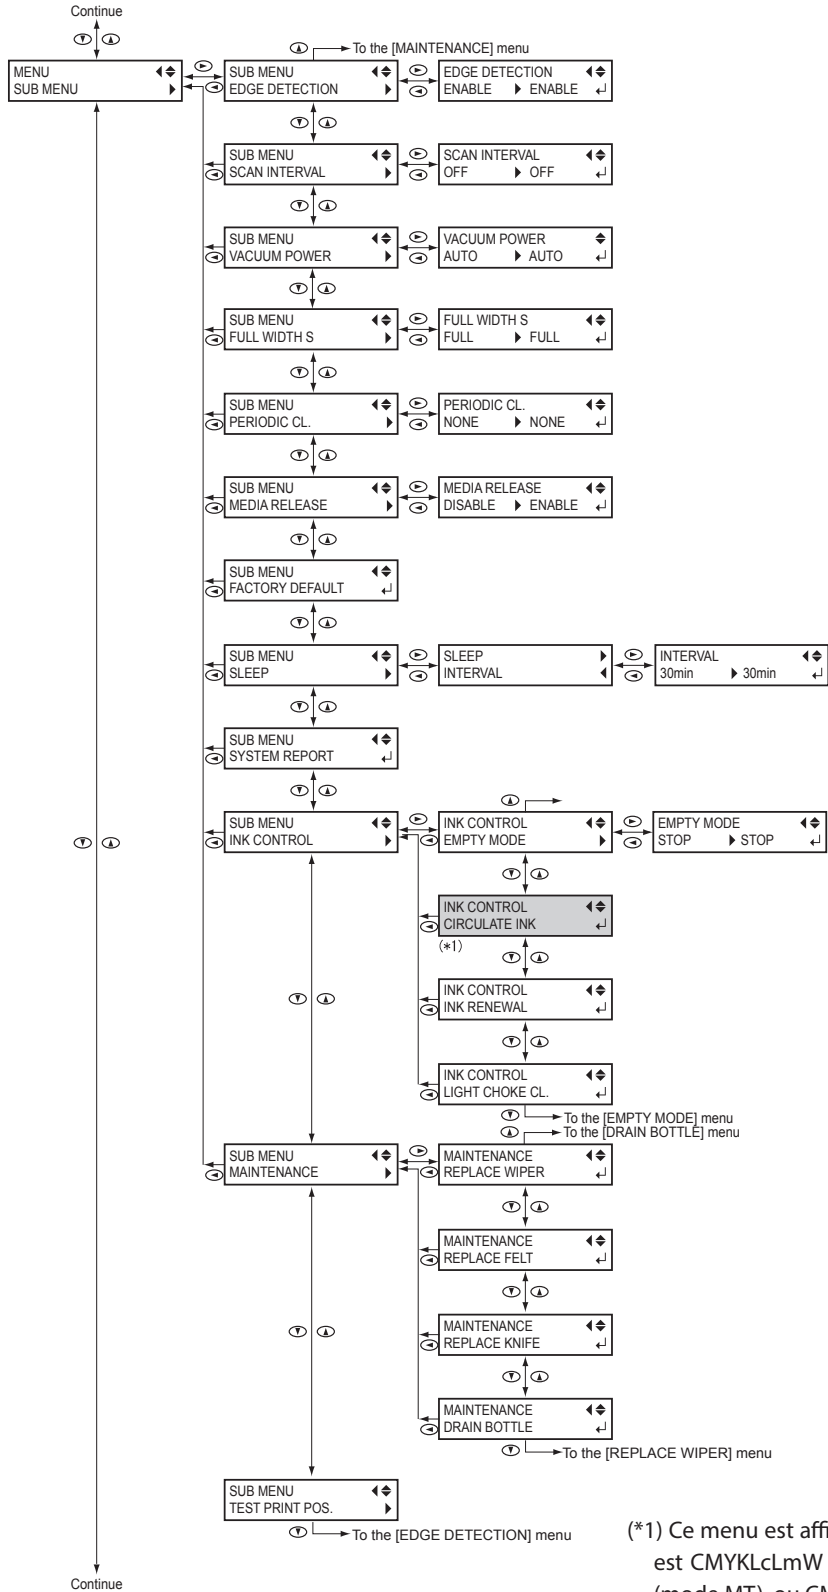 Continue
To the [MAINTENANCE] menu
MENU
SUB MENU
SUB MENU
EDGE DETECTION
EDGE DETECTION
ENABLE ENABLE
SUB MENU
SCAN INTERVAL
SCAN INTERVAL
OFF OFF
SUB MENU
VACUUM POWER
VACUUM POWER
AUTO AUTO
SUB MENU
FULL WIDTH S
FULL WIDTH S
FULL FULL
SUB MENU
PERIODIC CL.
PERIODIC CL.
NONE NONE
SUB MENU
MEDIA RELEASE
MEDIA RELEASE
DISABLE ENABLE
SUB MENU
FACTORY DEFAULT
SUB MENU
SLEEP
SLEEP
INTERVAL
INTERVAL
30min 30min
SUB MENU
SYSTEM REPORT
SUB MENU
INK CONTROL
INK CONTROL
EMPTY MODE
EMPTY MODE
STOP STOP
INK CONTROL
CIRCULATE INK
(*1)
INK CONTROL
INK RENEWAL
INK CONTROL
LIGHT CHOKE CL.
To the [EMPTY MODE] menu
To the [DRAIN BOTTLE] menu
SUB MENU
MAINTENANCE
MAINTENANCE
REPLACE WIPER
MAINTENANCE
REPLACE FELT
MAINTENANCE
REPLACE KNIFE
MAINTENANCE
DRAIN BOTTLE
To the [REPLACE WIPER] menu
SUB MENU
TEST PRINT POS.
To the [EDGE DETECTION] menu
(*1) Ce menu est
est CMYKLcLmW
Continue